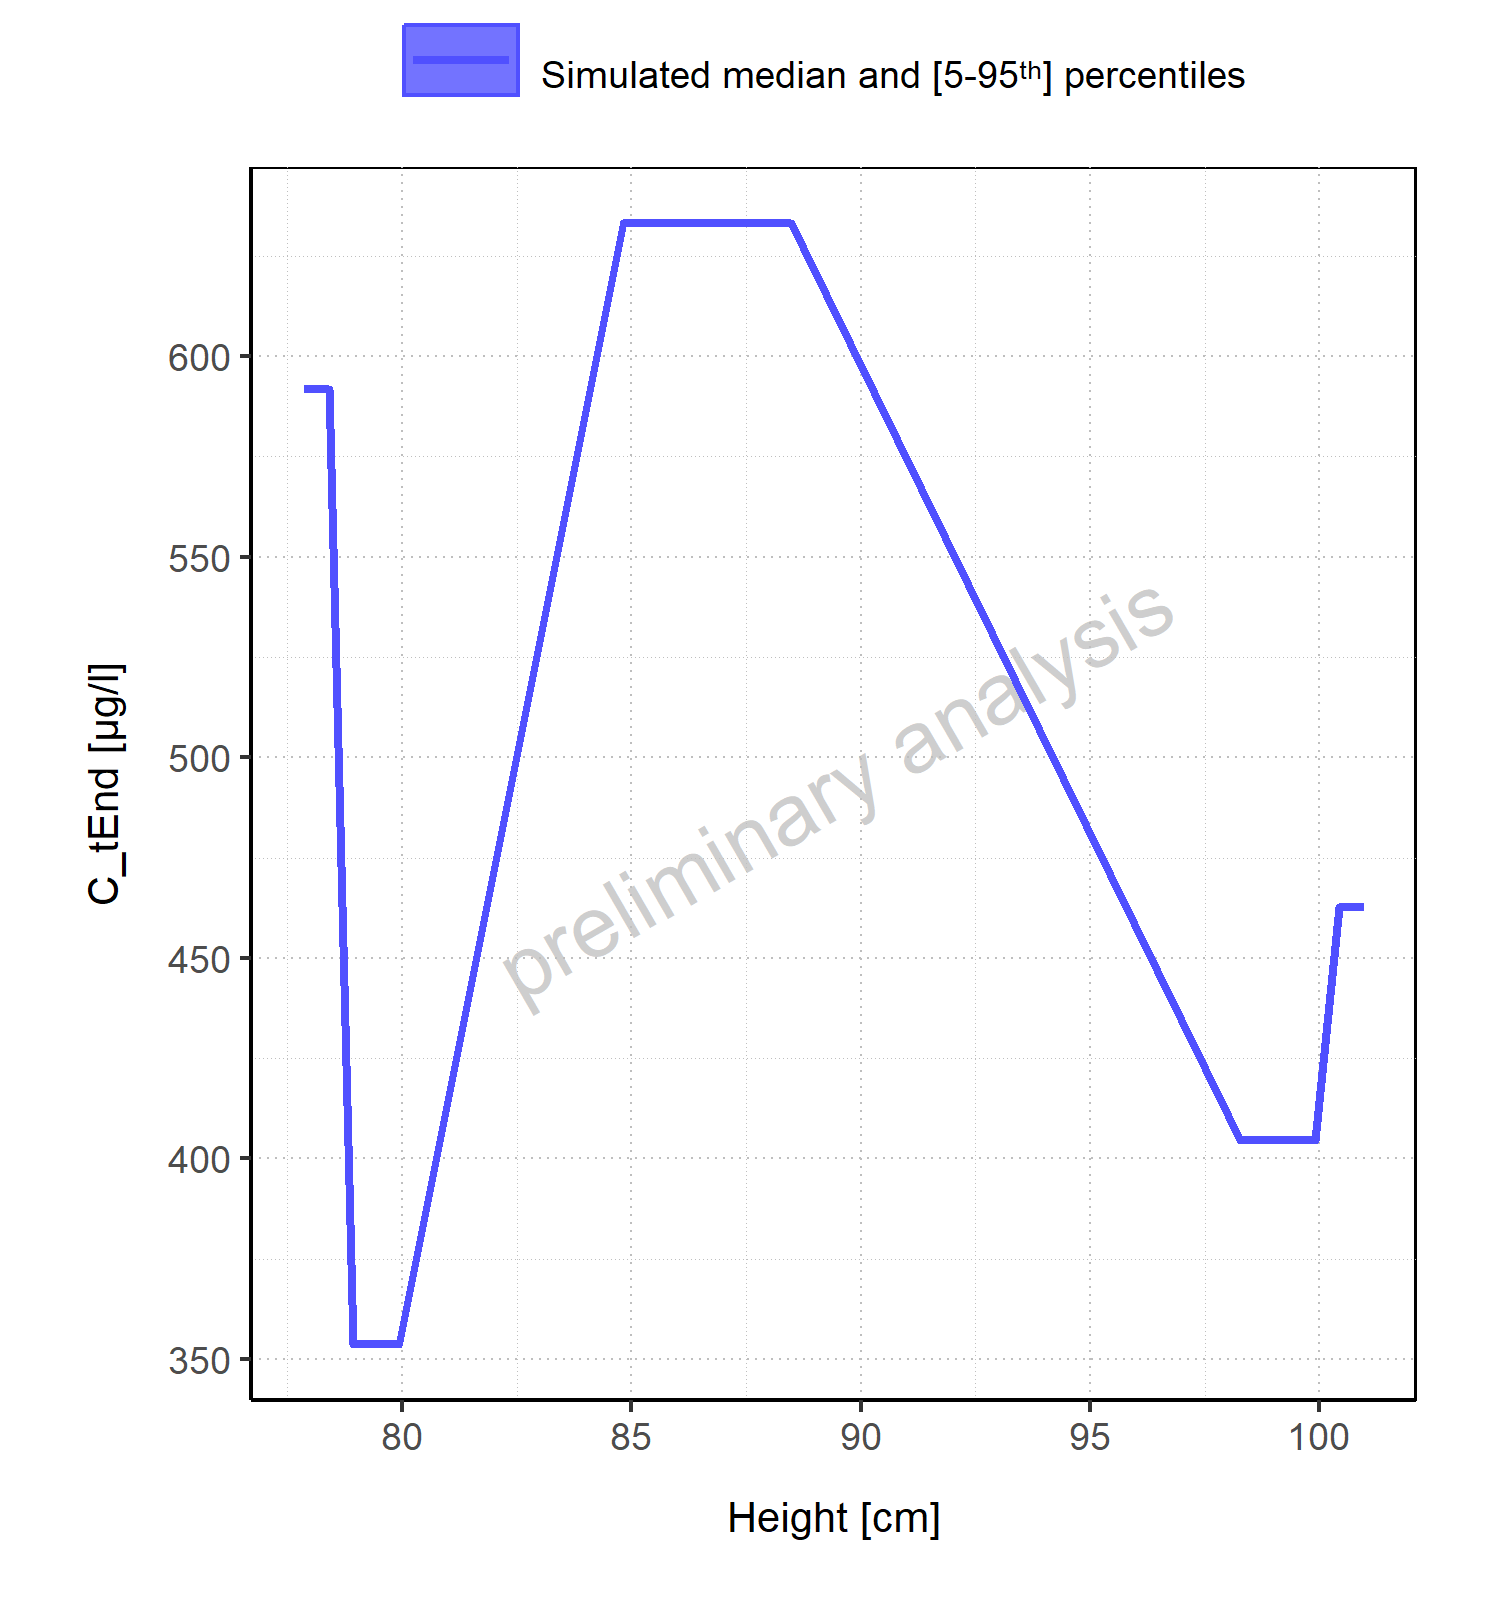 Simulated median and [5-95th] percentiles
600
550
500
450
400
350
C_tEnd [µg/l]
preliminary analysis
80 85 90 95 100
Height [cm]